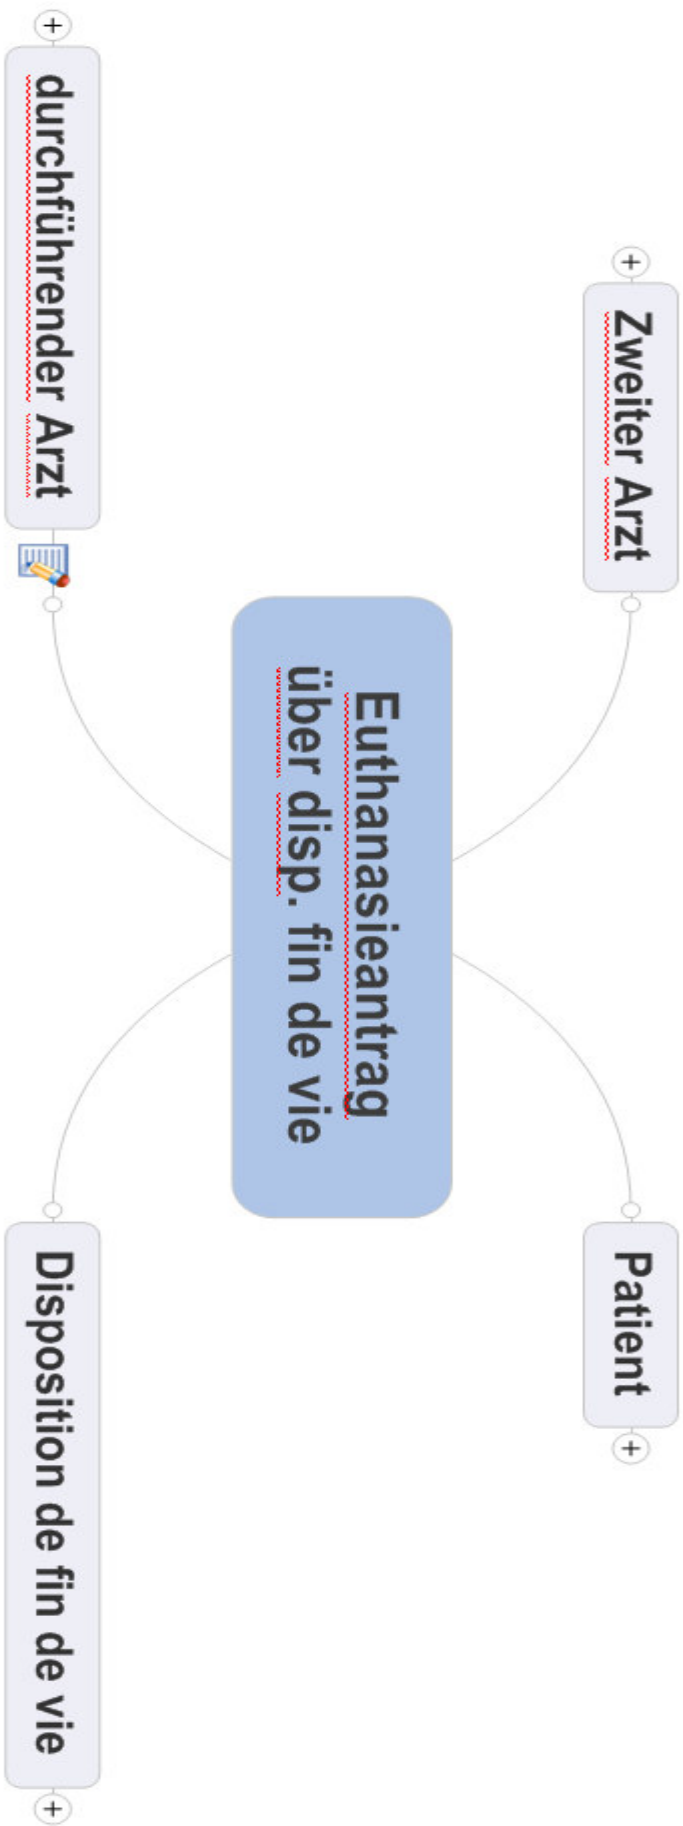 Zweiter Arzt
Patient
Euthanasieantrag
über disp. fin de vie
durchführender Arzt
Disposition de fin de vie